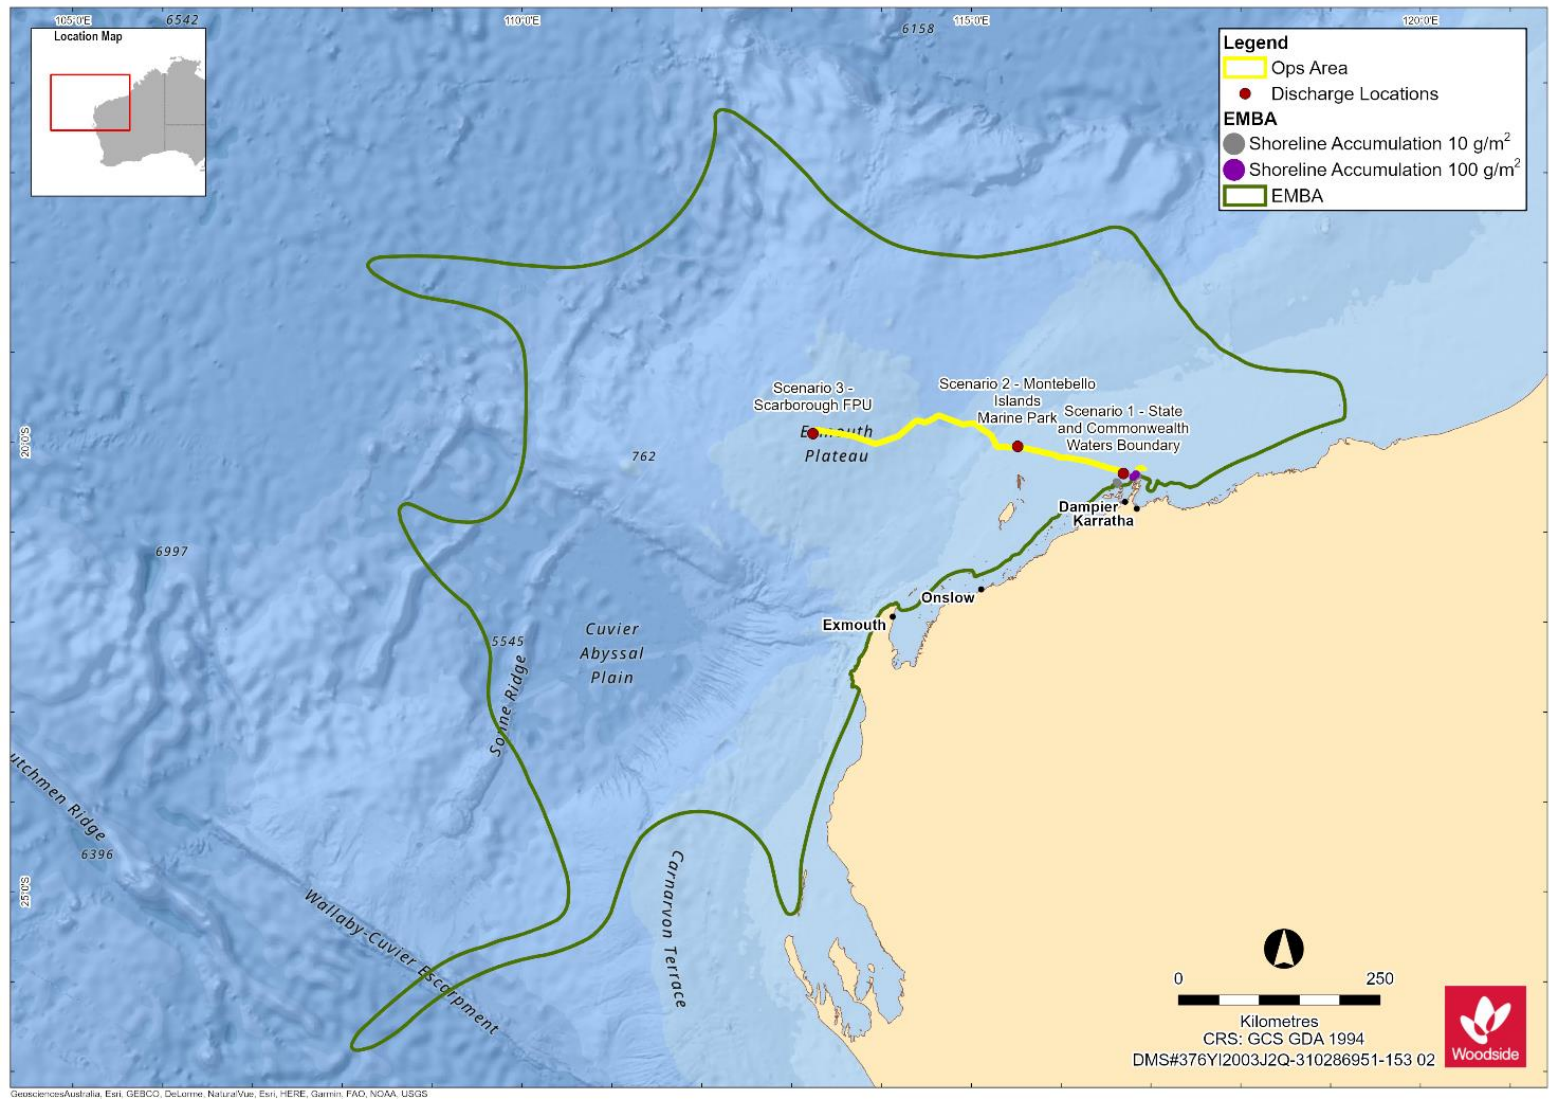 105°0'E
6542
110°0'E
6158
115°0'E
120°0'E
Location Map
Legend
Ops Area
Discharge Locations
EMBA
Shoreline Accumulation 10 g/m²
Shoreline Accumulation 100 g/m²
EMBA
Scenario 3 -
Scarborough FPU
Scenario 2 - Montebello
Islands
Marine Park
Scenario 1 - State
and Commonwealth
Waters Boundary
Exmouth
Plateau
20°0'S
762
Dampier
Karratha
6997
Onslow
Exmouth
Cuvier
Abyssal
Plain
5545
Sonne Ridge
utchmen Ridge
6396
Wallaby-Cuvier Escarpment
Carnarvon Terrace
25°0'S
0 250
Kilometres
CRS: GCS GDA 1994
DMS#376YI2003J2Q-310286951-153 02
Woodside
GeosciencesAustralia, Esri, GEBCO, DeLorme, NaturalVue, Esri, HERE, Garmin, FAO, NOAA, USGS